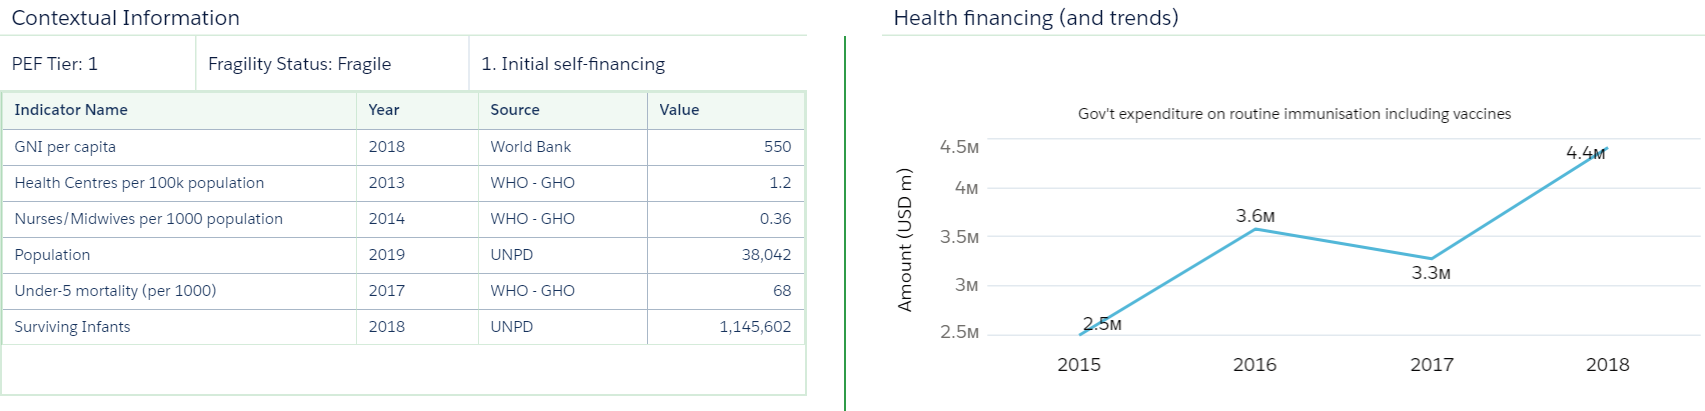 Contextual Information
PEF Tier: 1
Fragility Status: Fragile
1. Initial self-financing
Indicator Name Year Source Value
GNI per capita 2018 World Bank 550
Health Centres per 100k population 2013 WHO - GHO 1.2
Nurses/Midwives per 1000 population 2014 WHO - GHO 0.36
Population 2019 UNPD 38,042
Under-5 mortality (per 1000) 2017 WHO - GHO 68
Surviving Infants 2018 UNPD 1,145,602
Health financing (and trends)
Gov't expenditure on routine immunisation including vaccines
Amount (USD m)
4.5M
4M
3.5M
3M
2.5M
2.5M
3.6M
3.3M
4.4M
2015 2016 2017 2018